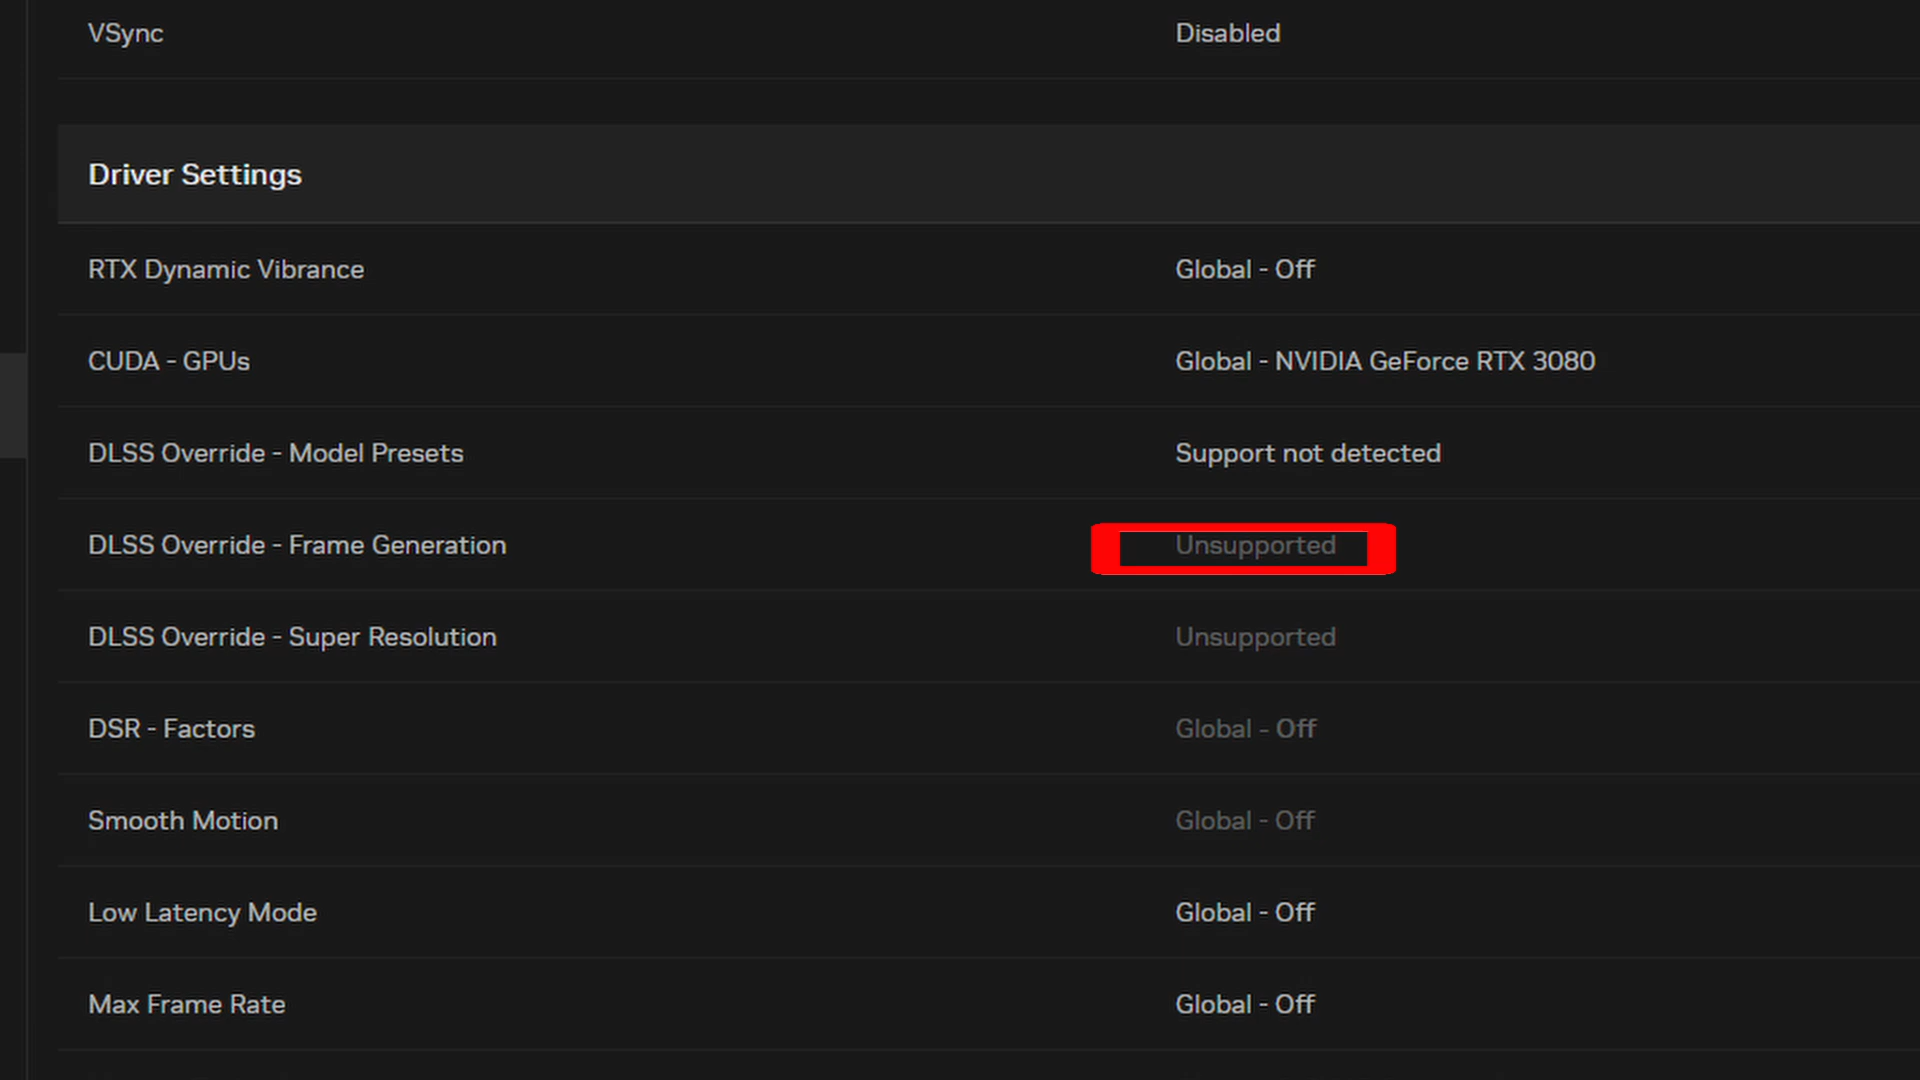 VSync Disabled
Driver Settings
RTX Dynamic Vibrance Global - Off
CUDA - GPUs Global - NVIDIA GeForce RTX 3080
DLSS Override - Model Presets Support not detected
DLSS Override - Frame Generation Unsupported
DLSS Override - Super Resolution Unsupported
DSR - Factors Global - Off
Smooth Motion Global - Off
Low Latency Mode Global - Off
Max Frame Rate Global - Off